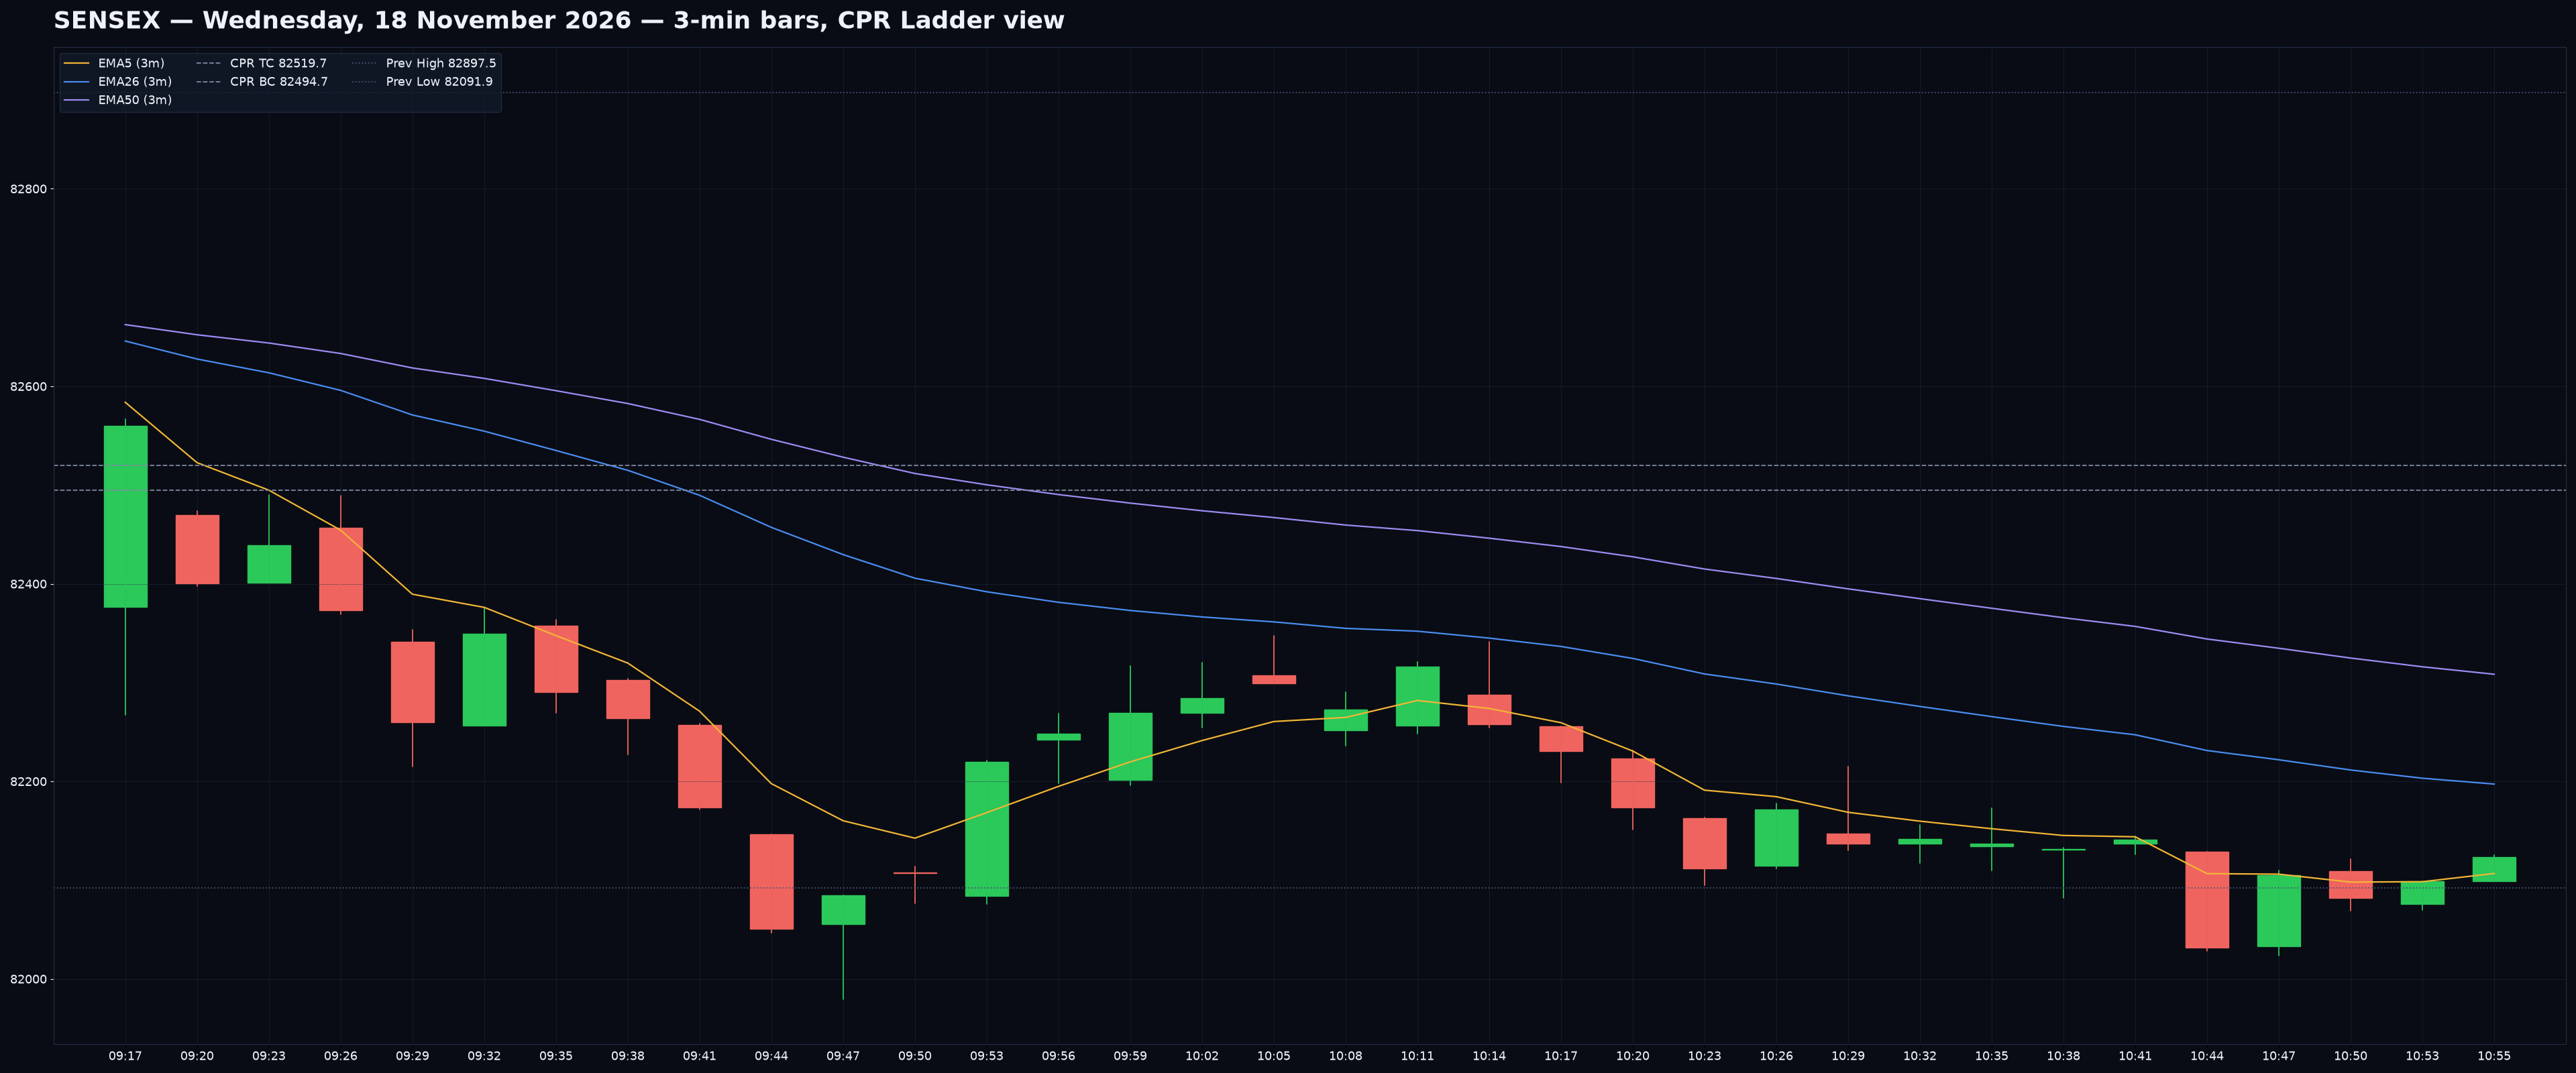 SENSEX — Wednesday, 18 November 2026 — 3-min bars, CPR Ladder view
EMA5 (3m) CPR TC 82519.7 Prev High 82897.5
EMA26 (3m) CPR BC 82494.7 Prev Low 82091.9
EMA50 (3m)
82800
82600
82400
82200
82000
09:17 09:20 09:23 09:26 09:29 09:32 09:35 09:38 09:41 09:44 09:47 09:50 09:53 09:56 09:59 10:02 10:05 10:08 10:11 10:14 10:17 10:20 10:23 10:26 10:29 10:32 10:35 10:38 10:41 10:44 10:47 10:50 10:53 10:55